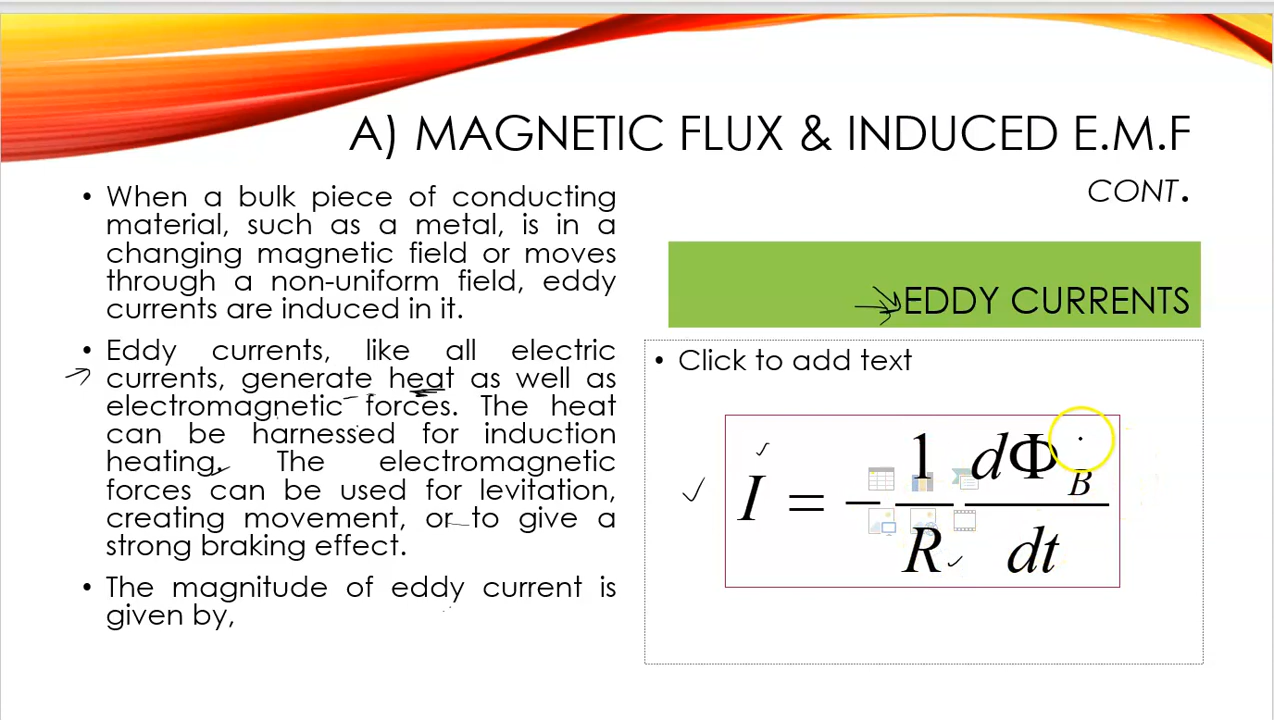 A) MAGNETIC FLUX & INDUCED E.M.F
CONT.
• When a bulk piece of conducting
material, such as a metal, is in a
changing magnetic field or moves
through a non-uniform field, eddy
currents are induced in it.
• Eddy currents, like all electric
currents, generate heat as well as
electromagnetic forces. The heat
can be harnessed for induction
heating. The electromagnetic
forces can be used for levitation,
creating movement, or to give a
strong braking effect.
• The magnitude of eddy current is
given by,
EDDY CURRENTS
• Click to add text
I = − 1/R dΦ_B/dt